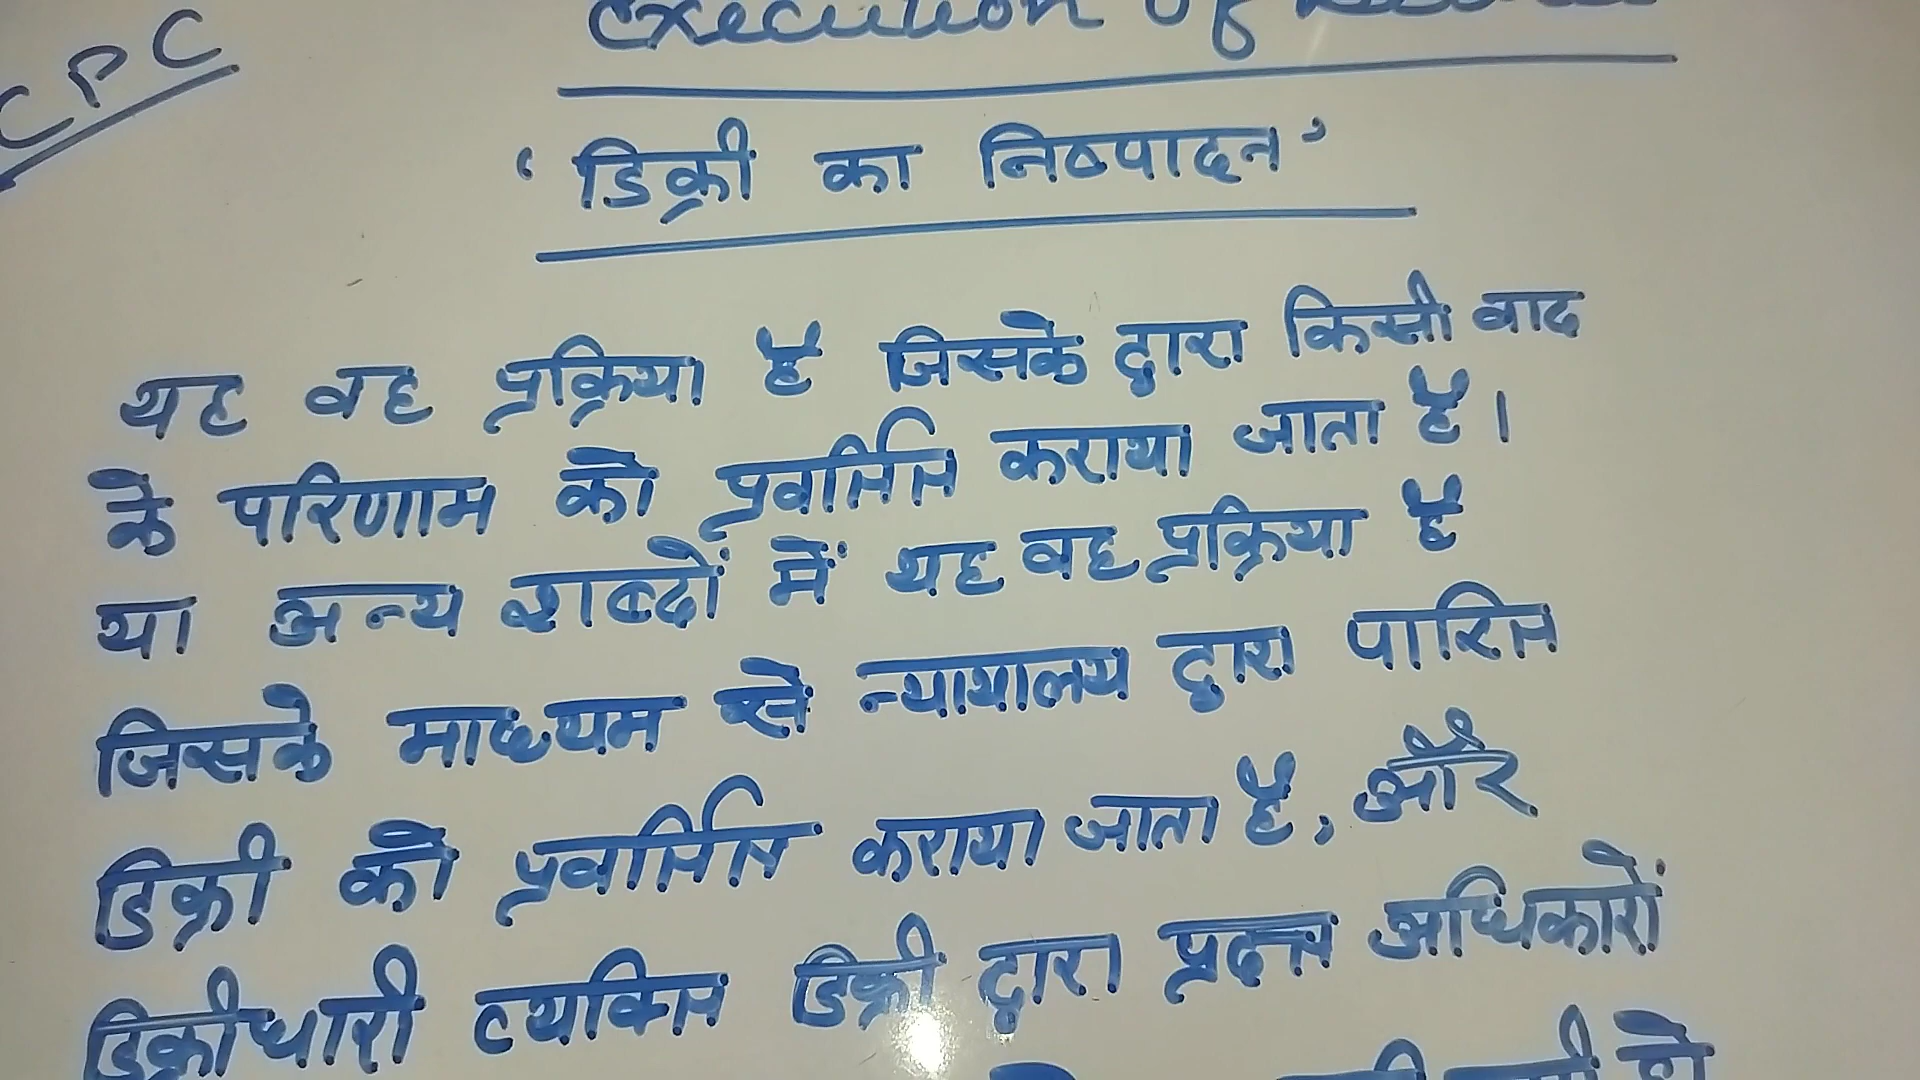 CPC
Execution of
'डिक्री का निष्पादन'
यह वह प्रक्रिया है जिसके द्वारा किसी वाद
के परिणाम को प्रवर्तित कराया जाता है।
या अन्य शब्दों में यह वह प्रक्रिया है
जिसके माध्यम से न्यायालय द्वारा पारित
डिक्री को प्रवर्तित कराया जाता है, और
डिक्रीधारी व्यक्ति डिक्री द्वारा प्रदत्त अधिकारों